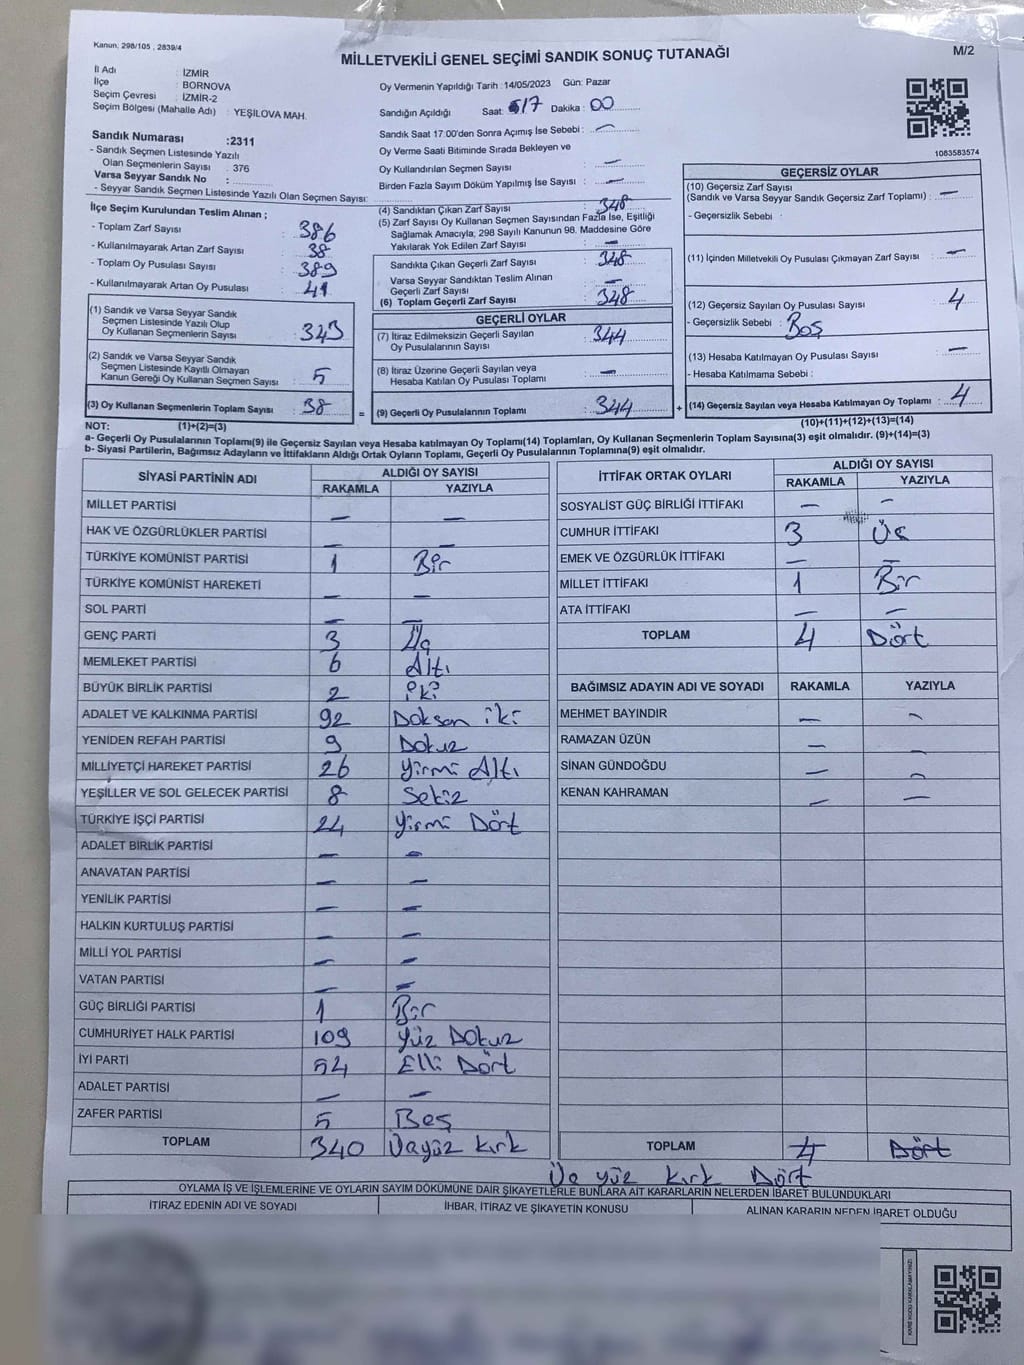 Kanun, 298/105 , 2839/4
MİLLETVEKİLİ GENEL SEÇİMİ SANDIK SONUÇ TUTANAĞI
M/2
İl Adı : İZMİR
İlçe : BORNOVA
Seçim Çevresi : İZMİR-2
Seçim Bölgesi (Mahalle Adı) : YEŞİLOVA MAH.
Oy Vermenin Yapıldığı Tarih : 14/05/2023 Gün: Pazar
Sandığın Açıldığı Saat: 17 Dakika : 00
Sandık Saat 17:00'den Sonra Açımış İse Sebebi : –
Oy Verme Saati Bitiminde Sırada Bekleyen ve
Oy Kullandırılan Seçmen Sayısı : –
Birden Fazla Sayım Döküm Yapılmış İse Sayısı : –
1063583574
Sandık Numarası :2311
- Sandık Seçmen Listesinde Yazılı
Olan Seçmenlerin Sayısı : 376
Varsa Seyyar Sandık No :
- Seyyar Sandık Seçmen Listesinde Yazılı Olan Seçmen Sayısı:
İlçe Seçim Kurulundan Teslim Alınan ;
- Toplam Zarf Sayısı : 386
- Kullanılmayarak Artan Zarf Sayısı : 38
- Toplam Oy Pusulası Sayısı : 389
- Kullanılmayarak Artan Oy Pusulası : 41
(1) Sandık ve Varsa Seyyar Sandık
Seçmen Listesinde Yazılı Olup
Oy Kullanan Seçmenlerin Sayısı : 343
(2) Sandık ve Varsa Seyyar Sandık
Seçmen Listesinde Kayıtlı Olmayan
Kanun Gereği Oy Kullanan Seçmen Sayısı : 5
(3) Oy Kullanan Seçmenlerin Toplam Sayısı : 38
(4) Sandıktan Çıkan Zarf Sayısı : 348
(5) Zarf Sayısı Oy Kullanan Seçmen Sayısından Fazla İse, Eşitliği
Sağlamak Amacıyla, 298 Sayılı Kanunun 98. Maddesine Göre
Yakılarak Yok Edilen Zarf Sayısı : –
Sandıkta Çıkan Geçerli Zarf Sayısı : 348
Varsa Seyyar Sandıktan Teslim Alınan
Geçerli Zarf Sayısı : –
(6) Toplam Geçerli Zarf Sayısı : 348
GEÇERLİ OYLAR
(7) İtiraz Edilmeksizin Geçerli Sayılan
Oy Pusulalarının Sayısı : 344
(8) İtiraz Üzerine Geçerli Sayılan veya
Hesaba Katılan Oy Pusulası Toplamı : –
= (9) Geçerli Oy Pusulalarının Toplamı : 344 +
GEÇERSİZ OYLAR
(10) Geçersiz Zarf Sayısı
(Sandık ve Varsa Seyyar Sandık Geçersiz Zarf Toplamı) : –
- Geçersizlik Sebebi :
(11) İçinden Milletvekili Oy Pusulası Çıkmayan Zarf Sayısı : –
(12) Geçersiz Sayılan Oy Pusulası Sayısı : 4
- Geçersizlik Sebebi : Boş
(13) Hesaba Katılmayan Oy Pusulası Sayısı : –
- Hesaba Katılmama Sebebi :
(14) Geçersiz Sayılan veya Hesaba Katılmayan Oy Toplamı : 4
NOT: (1)+(2)=(3)
(10)+(11)+(12)+(13)=(14)
a- Geçerli Oy Pusulalarının Toplamı(9) ile Geçersiz Sayılan veya Hesaba katılmayan Oy Toplamı(14) Toplamları, Oy Kullanan Seçmenlerin Toplam Sayısına(3) eşit olmalıdır. (9)+(14)=(3)
b- Siyasi Partilerin, Bağımsız Adayların ve İttifakların Aldığı Ortak Oyların Toplamı, Geçerli Oy Pusulalarının Toplamına(9) eşit olmalıdır.
SİYASİ PARTİNİN ADI ALDIĞI OY SAYISI
RAKAMLA YAZIYLA
MİLLET PARTİSİ – –
HAK VE ÖZGÜRLÜKLER PARTİSİ – –
TÜRKİYE KOMÜNİST PARTİSİ 1 Bir
TÜRKİYE KOMÜNİST HAREKETİ – –
SOL PARTİ – –
GENÇ PARTİ 3 Üç
MEMLEKET PARTİSİ 6 Altı
BÜYÜK BİRLİK PARTİSİ 2 İki
ADALET VE KALKINMA PARTİSİ 92 Doksan iki
YENİDEN REFAH PARTİSİ 9 Dokuz
MİLLİYETÇİ HAREKET PARTİSİ 26 Yirmi Altı
YEŞİLLER VE SOL GELECEK PARTİSİ 8 Sekiz
TÜRKİYE İŞÇİ PARTİSİ 24 Yirmi Dört
ADALET BİRLİK PARTİSİ – –
ANAVATAN PARTİSİ – –
YENİLİK PARTİSİ – –
HALKIN KURTULUŞ PARTİSİ – –
MİLLİ YOL PARTİSİ – –
VATAN PARTİSİ – –
GÜÇ BİRLİĞİ PARTİSİ 1 Bir
CUMHURİYET HALK PARTİSİ 109 Yüz Dokuz
İYİ PARTİ 54 Elli Dört
ADALET PARTİSİ – –
ZAFER PARTİSİ 5 Beş
TOPLAM 340 Üçyüz kırk
İTTİFAK ORTAK OYLARI ALDIĞI OY SAYISI
RAKAMLA YAZIYLA
SOSYALİST GÜÇ BİRLİĞİ İTTİFAKI – –
CUMHUR İTTİFAKI 3 Üç
EMEK VE ÖZGÜRLÜK İTTİFAKI – –
MİLLET İTTİFAKI 1 Bir
ATA İTTİFAKI – –
TOPLAM 4 Dört
BAĞIMSIZ ADAYIN ADI VE SOYADI RAKAMLA YAZIYLA
MEHMET BAYINDIR – –
RAMAZAN ÜZÜN – –
SİNAN GÜNDOĞDU – –
KENAN KAHRAMAN – –
TOPLAM 4 Dört
Üç yüz kırk Dört
OYLAMA İŞ VE İŞLEMLERİNE VE OYLARIN SAYIM DÖKÜMÜNE DAİR ŞİKAYETLERLE BUNLARA AİT KARARLARIN NELERDEN İBARET BULUNDUKLARI
İTİRAZ EDENİN ADI VE SOYADI İHBAR, İTİRAZ VE ŞİKAYETİN KONUSU ALINAN KARARIN NEDEN İBARET OLDUĞU